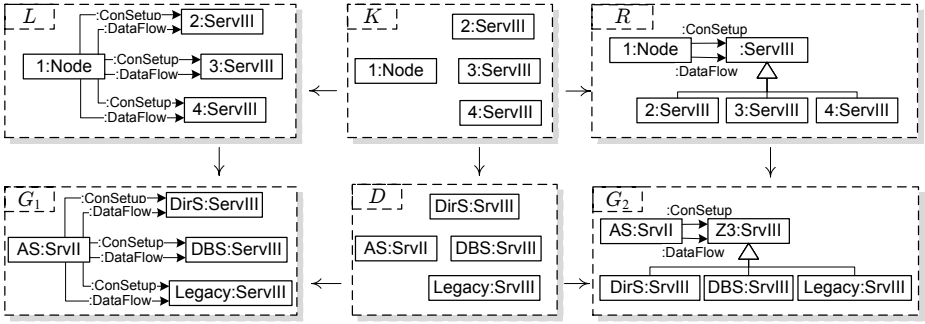 L
:ConSetup
:DataFlow
2:ServIII
1:Node
:ConSetup
:DataFlow
3:ServIII
:ConSetup
:DataFlow
4:ServIII
K
2:ServIII
1:Node
3:ServIII
4:ServIII
R
:ConSetup
1:Node
:ServIII
:DataFlow
2:ServIII
3:ServIII
4:ServIII
G1
:ConSetup
:DataFlow
DirS:ServIII
AS:SrvII
:ConSetup
:DataFlow
DBS:ServIII
:ConSetup
:DataFlow
Legacy:ServIII
D
DirS:SrvIII
AS:SrvII
DBS:SrvIII
Legacy:SrvIII
G2
:ConSetup
AS:SrvII
Z3:SrvIII
:DataFlow
DirS:SrvIII
DBS:SrvIII
Legacy:SrvIII